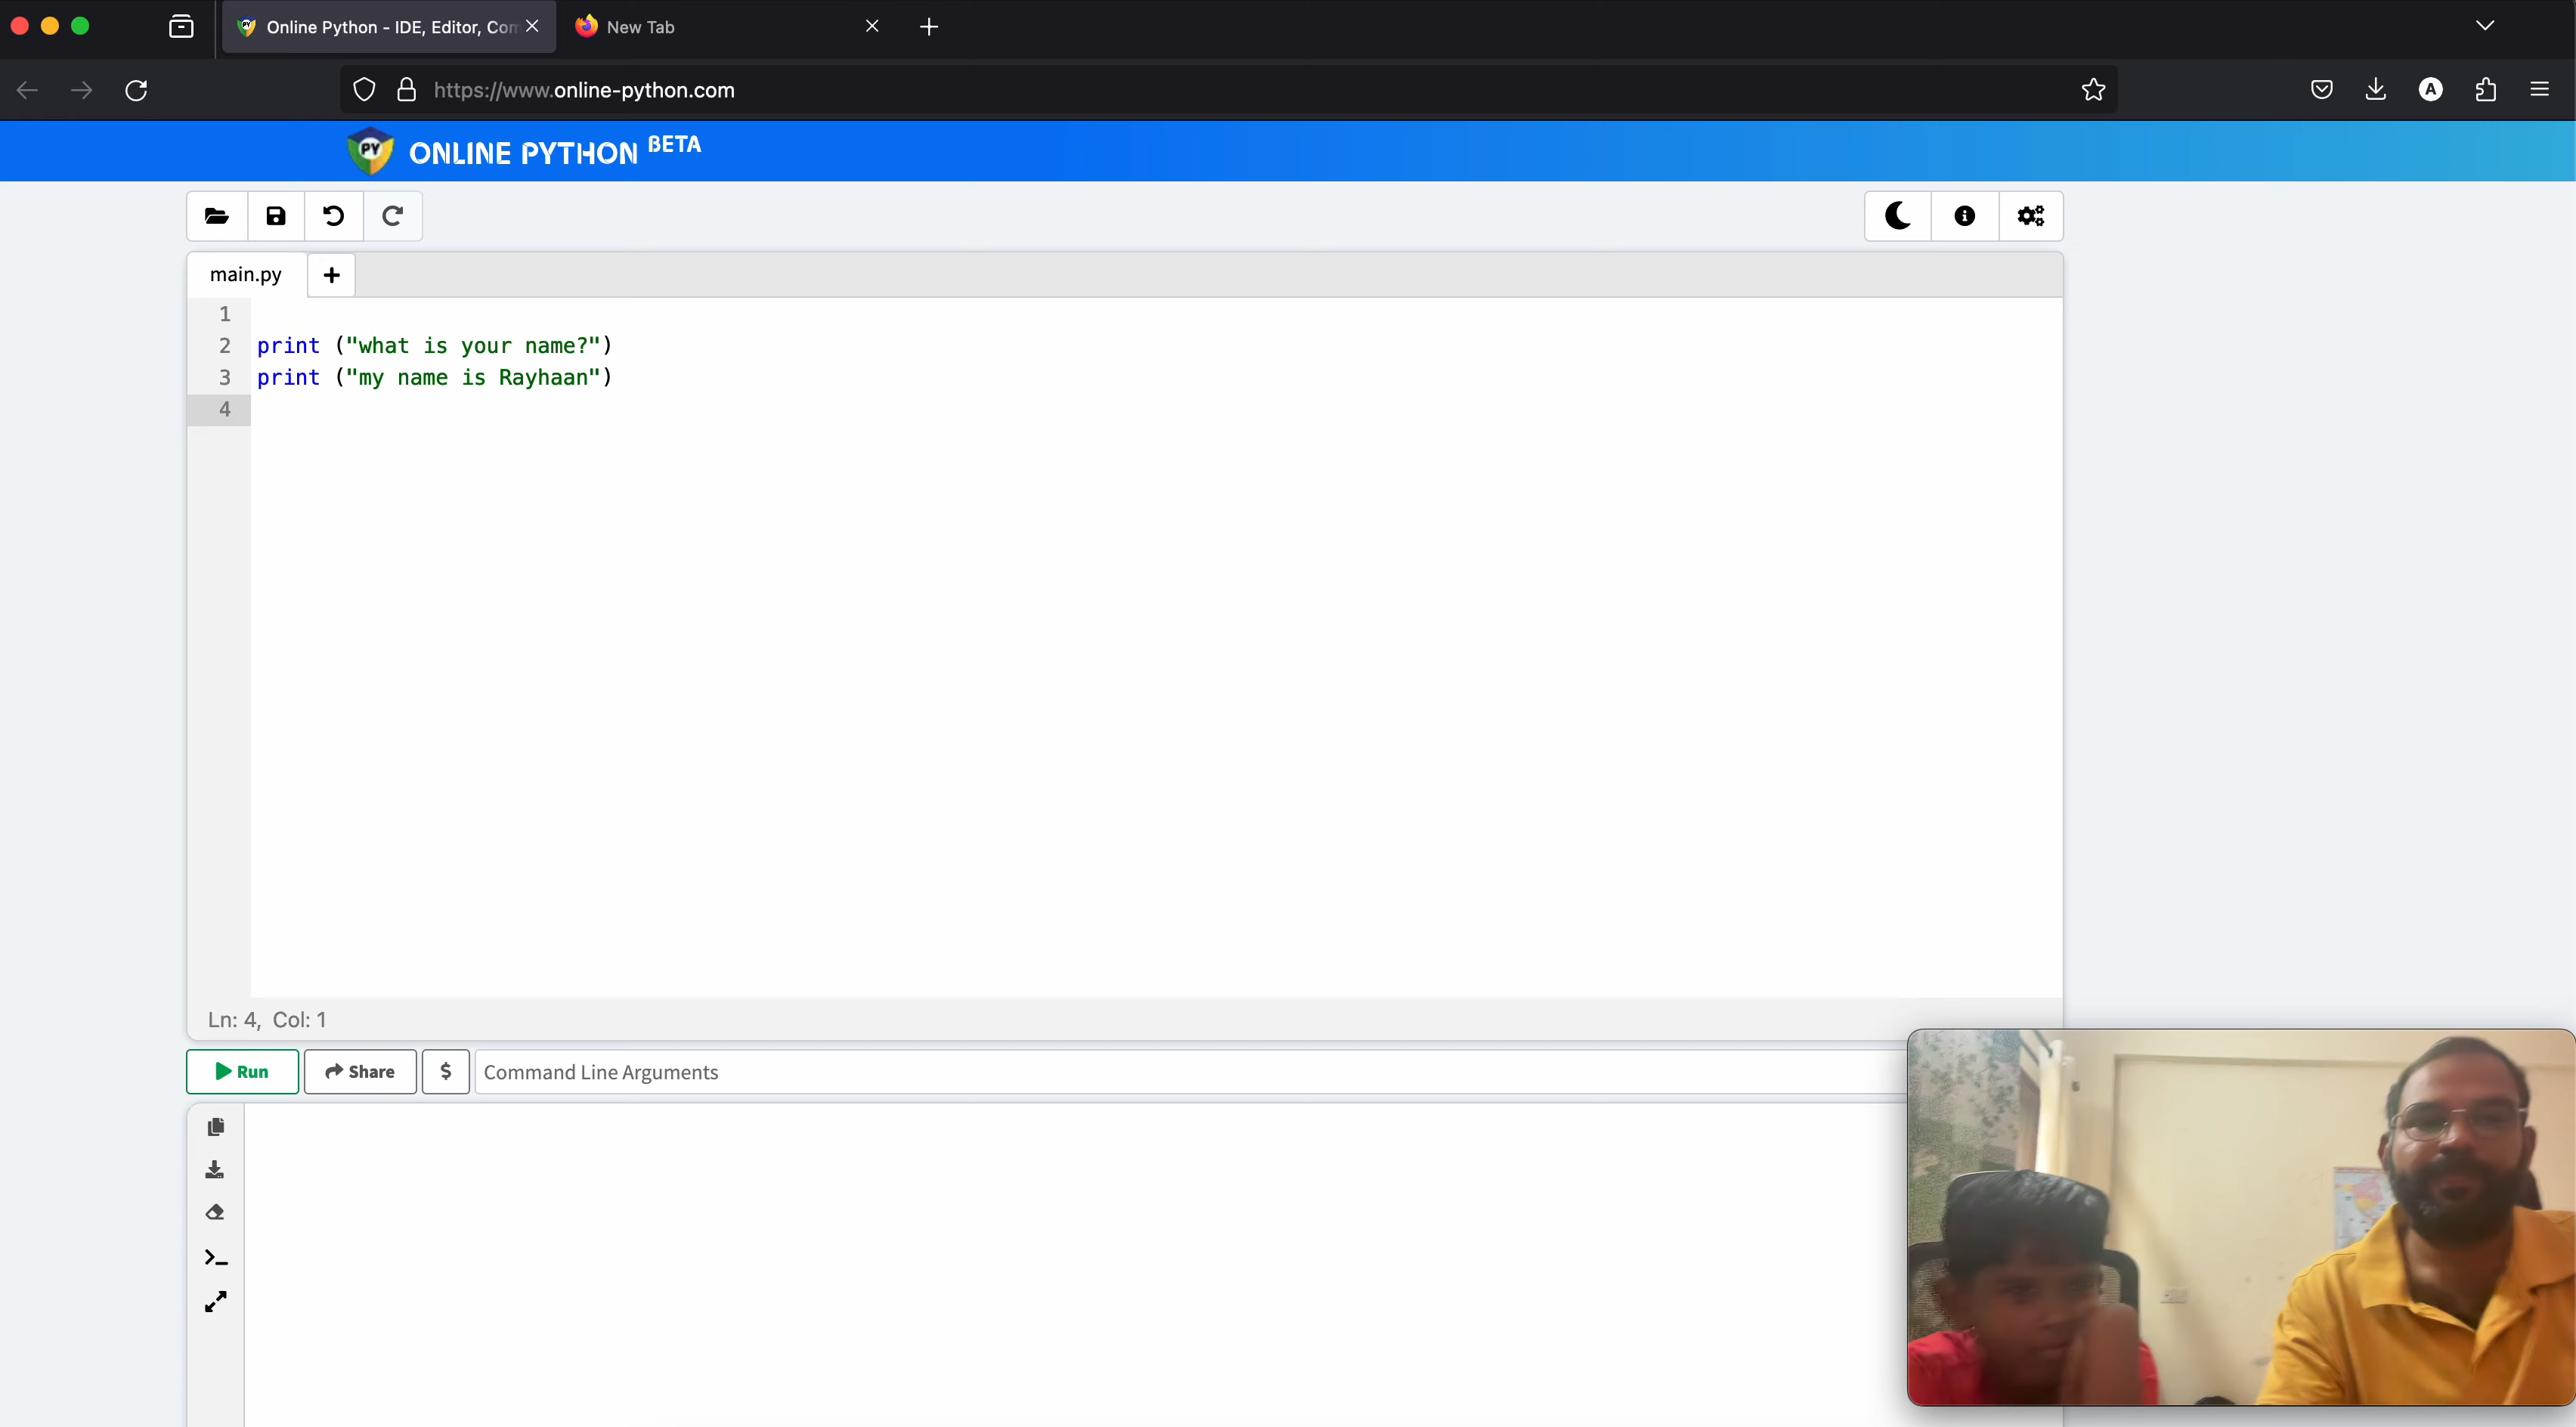 Online Python - IDE, Editor, Com
New Tab
https://www.online-python.com
PY
ONLINE PYTHON BETA
main.py
1
2 print ("what is your name?")
3 print ("my name is Rayhaan")
4
Ln: 4, Col: 1
Run
Share
$
Command Line Arguments